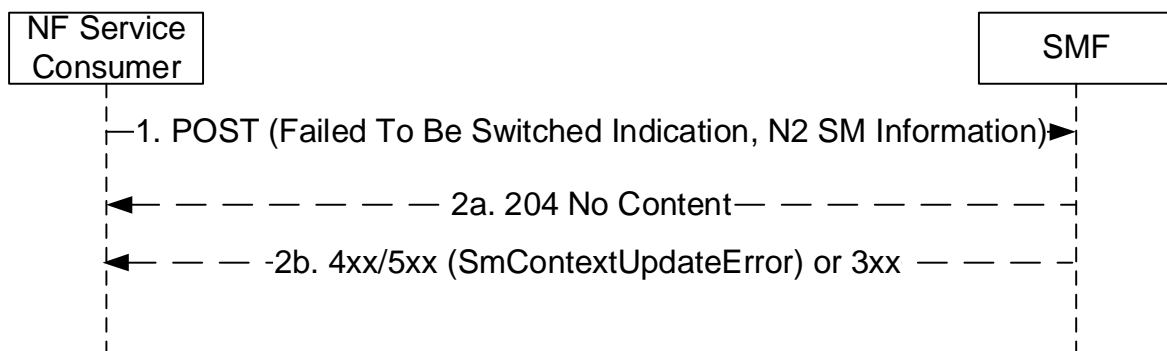 NF Service
Consumer
SMF
1. POST (Failed To Be Switched Indication, N2 SM Information)
2a. 204 No Content
2b. 4xx/5xx (SmContextUpdateError) or 3xx